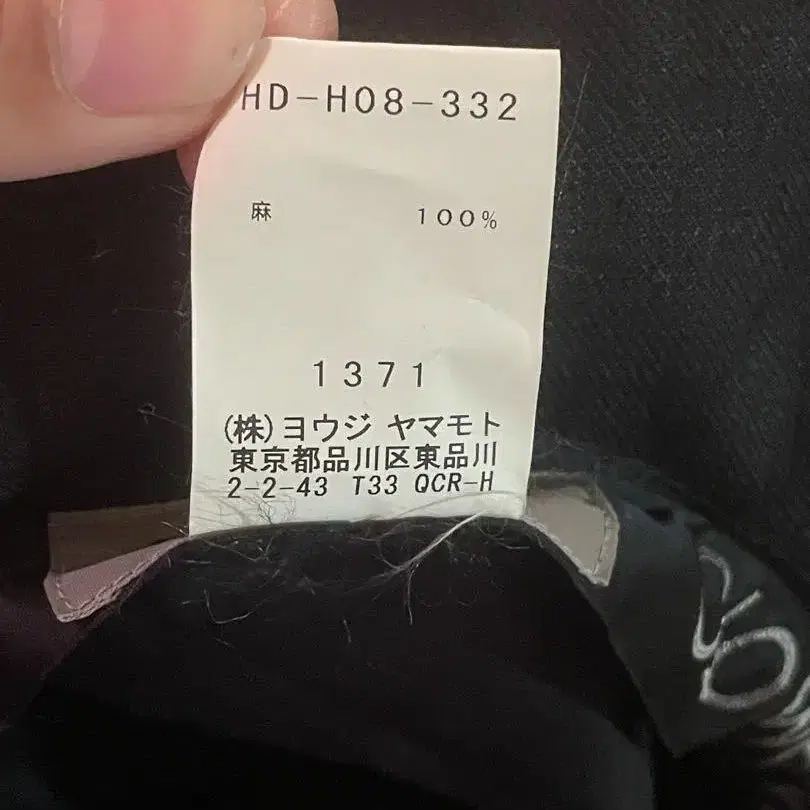 HD-H08-332
麻 100%
1371
(株)ヨウジ ヤマモト
東京都品川区東品川
2-2-43 T33 QCR-H